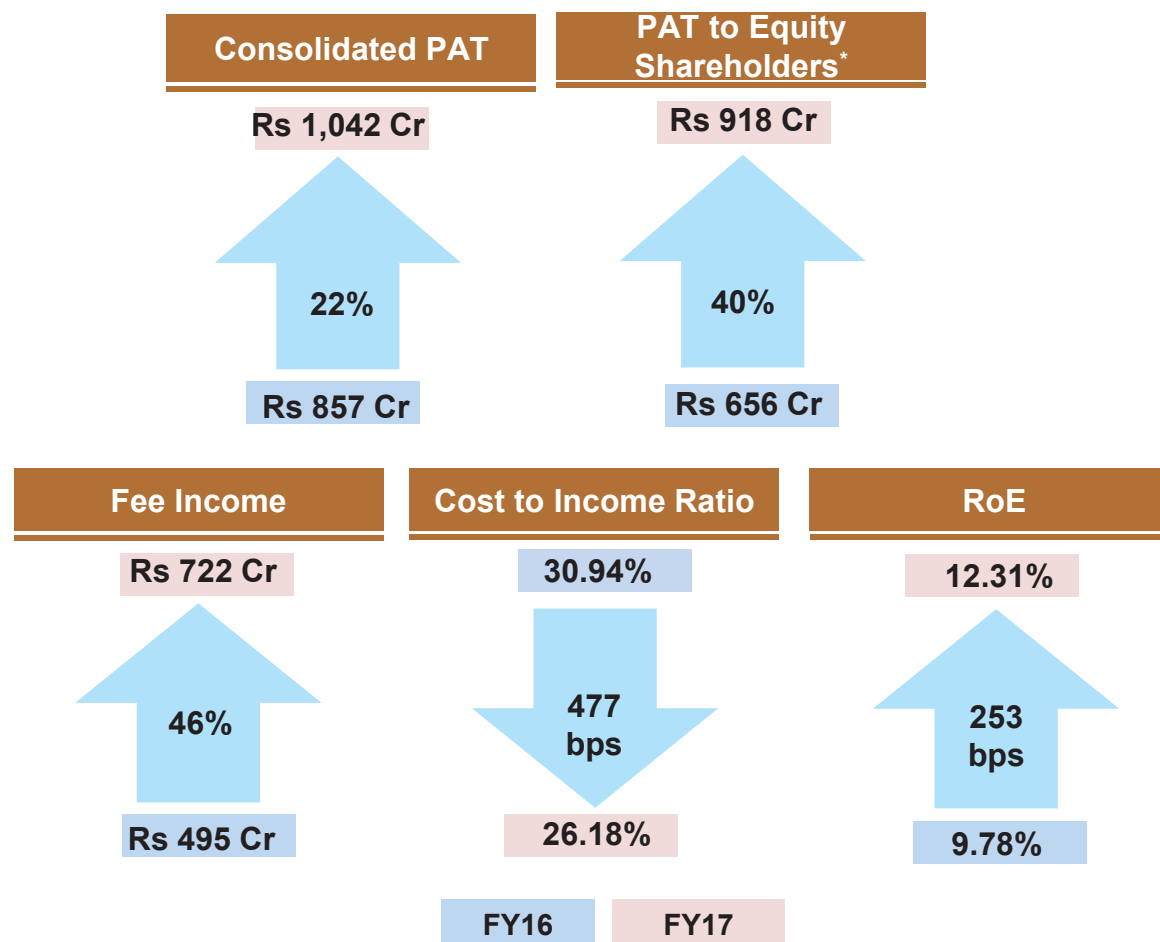 Consolidated PAT
Rs 1,042 Cr
22%
Rs 857 Cr
PAT to Equity
Shareholders*
Rs 918 Cr
40%
Rs 656 Cr
Fee Income
Rs 722 Cr
46%
Rs 495 Cr
Cost to Income Ratio
30.94%
477
bps
26.18%
RoE
12.31%
253
bps
9.78%
FY16
FY17